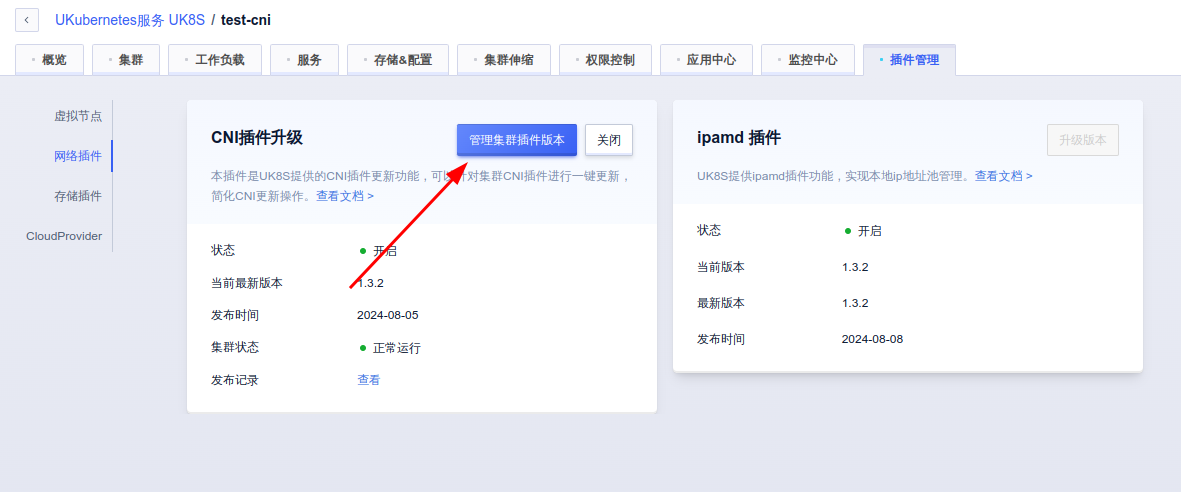 UKubernetes服务 UK8S / test-cni
概览 集群 工作负载 服务 存储&配置 集群伸缩 权限控制 应用中心 监控中心 插件管理
虚拟节点
网络插件
存储插件
CloudProvider
CNI插件升级 管理集群插件版本 关闭
本插件是UK8S提供的CNI插件更新功能，可以针对集群CNI插件进行一键更新，
简化CNI更新操作。查看文档 >
状态 开启
当前最新版本 1.3.2
发布时间 2024-08-05
集群状态 正常运行
发布记录 查看
ipamd 插件 升级版本
UK8S提供ipamd插件功能，实现本地ip地址池管理。查看文档 >
状态 开启
当前版本 1.3.2
最新版本 1.3.2
发布时间 2024-08-08